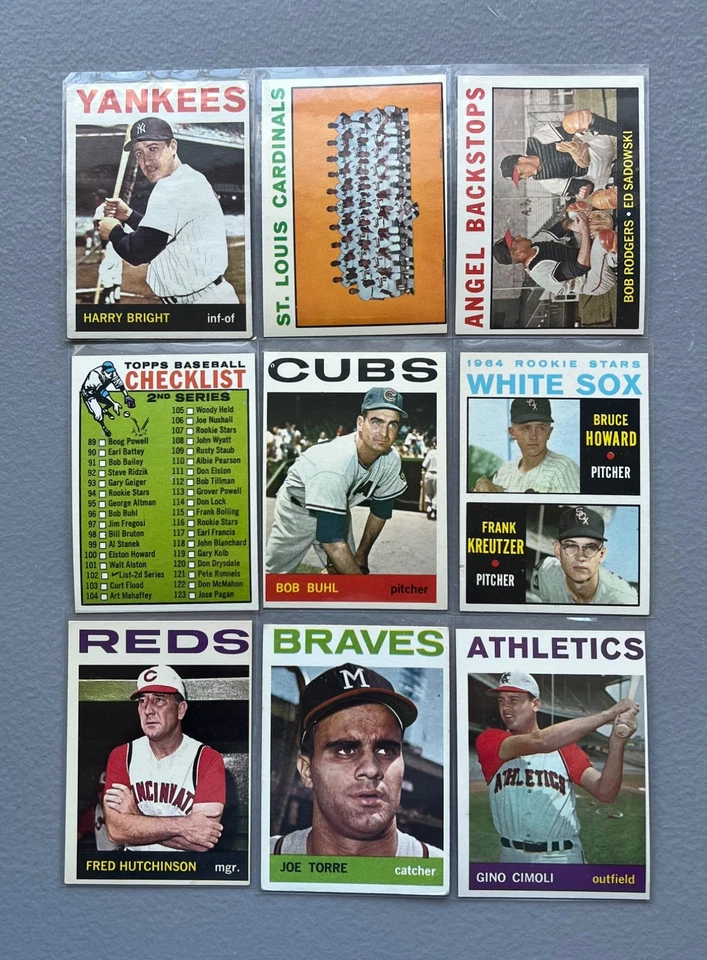 YANKEES
HARRY BRIGHT inf-of
ST. LOUIS CARDINALS
ANGEL BACKSTOPS
BOB RODGERS • ED SADOWSKI
TOPPS BASEBALL
CHECKLIST
2ND SERIES
89 Boog Powell
90 Earl Battey
91 Bob Bailey
92 Steve Ridzik
93 Gary Geiger
94 Rookie Stars
95 George Altman
96 Bob Buhl
97 Jim Fregosi
98 Bill Bruton
99 Al Stanek
100 Elston Howard
101 Walt Alston
102 List-2d Series
103 Curt Flood
104 Art Mahaffey
105 Woody Held
106 Joe Nuxhall
107 Rookie Stars
108 John Wyatt
109 Rusty Staub
110 Albie Pearson
111 Don Elston
112 Bob Tillman
113 Grover Powell
114 Don Lock
115 Frank Bolling
116 Rookie Stars
117 Earl Francis
118 John Blanchard
119 Gary Kolb
120 Don Drysdale
121 Pete Runnels
122 Don McMahon
123 Jose Pagan
CUBS
BOB BUHL pitcher
1964 ROOKIE STARS
WHITE SOX
BRUCE
HOWARD
•
PITCHER
FRANK
KREUTZER
•
PITCHER
REDS
C
CINCINNATI
FRED HUTCHINSON mgr.
BRAVES
M
JOE TORRE catcher
ATHLETICS
ATHLETICS
GINO CIMOLI outfield